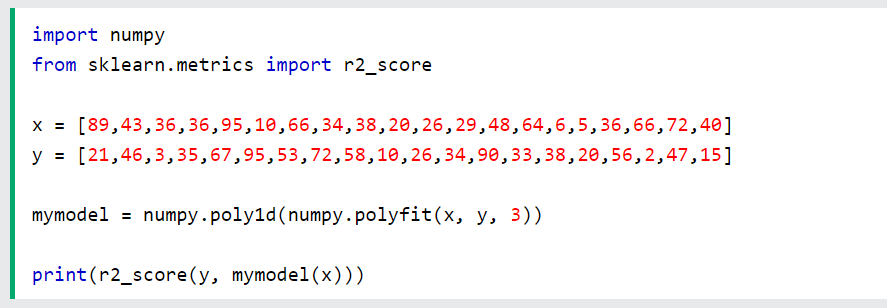 import numpy
from sklearn.metrics import r2_score
x = [89,43,36,36,95,10,66,34,38,20,26,29,48,64,6,5,36,66,72,40]
y = [21,46,3,35,67,95,53,72,58,10,26,34,90,33,38,20,56,2,47,15]
mymodel = numpy.poly1d(numpy.polyfit(x, y, 3))
print(r2_score(y, mymodel(x)))